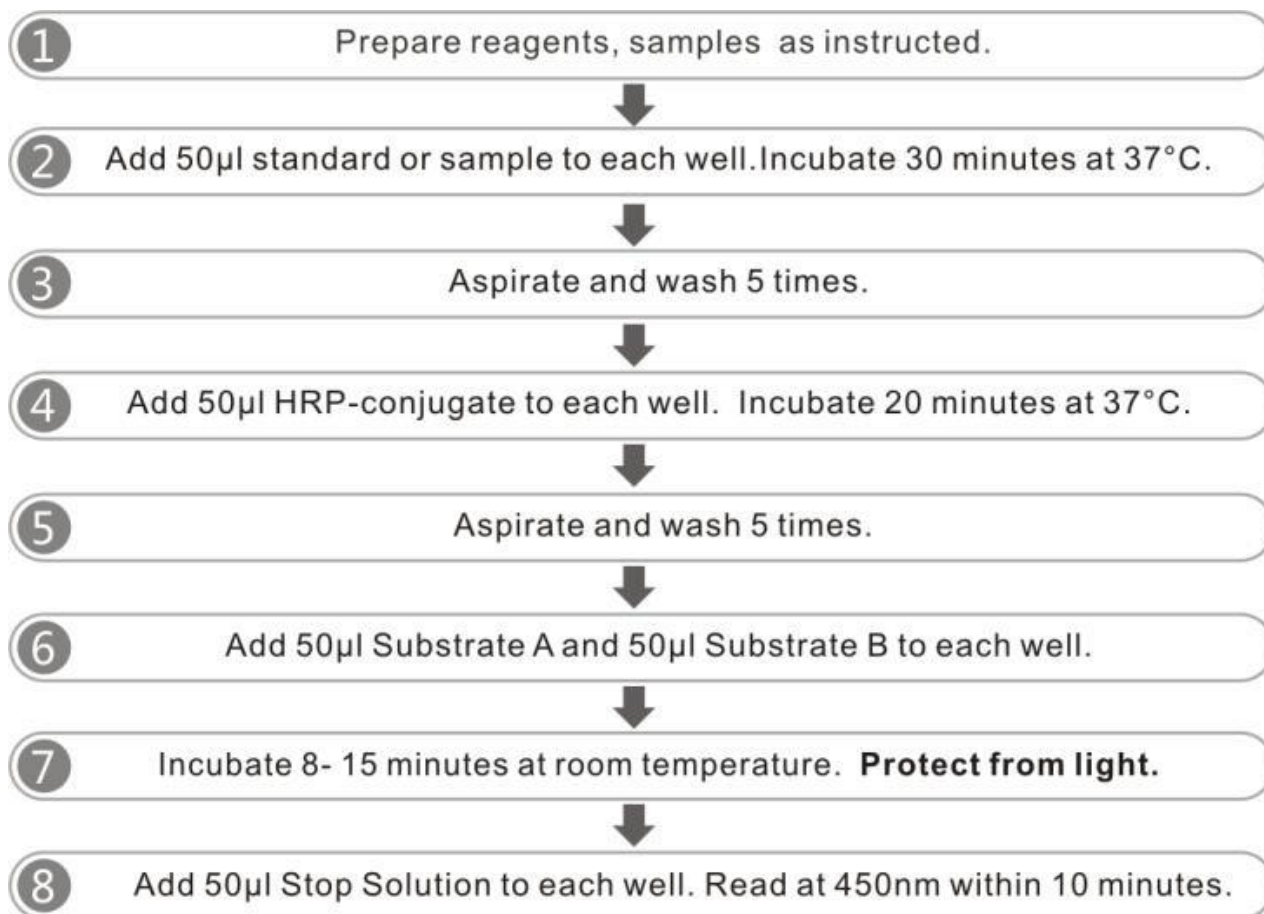 1 Prepare reagents, samples as instructed.
2 Add 50µl standard or sample to each well.Incubate 30 minutes at 37°C.
3 Aspirate and wash 5 times.
4 Add 50µl HRP-conjugate to each well. Incubate 20 minutes at 37°C.
5 Aspirate and wash 5 times.
6 Add 50µl Substrate A and 50µl Substrate B to each well.
7 Incubate 8- 15 minutes at room temperature. Protect from light.
8 Add 50µl Stop Solution to each well. Read at 450nm within 10 minutes.